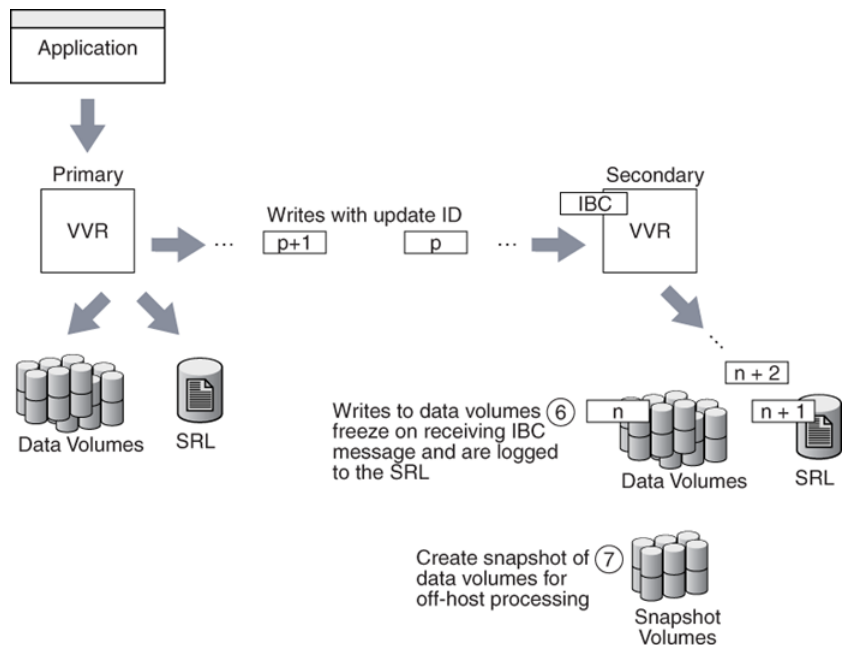 Application
Primary
Secondary
IBC
VVR
Writes with update ID
VVR
...
p+1
p
...
n + 2
Writes to data volumes
freeze on receiving IBC
message and are logged
to the SRL
6
n
n + 1
Data Volumes
SRL
Data Volumes
SRL
Create snapshot of
data volumes for
off-host processing
7
Snapshot
Volumes